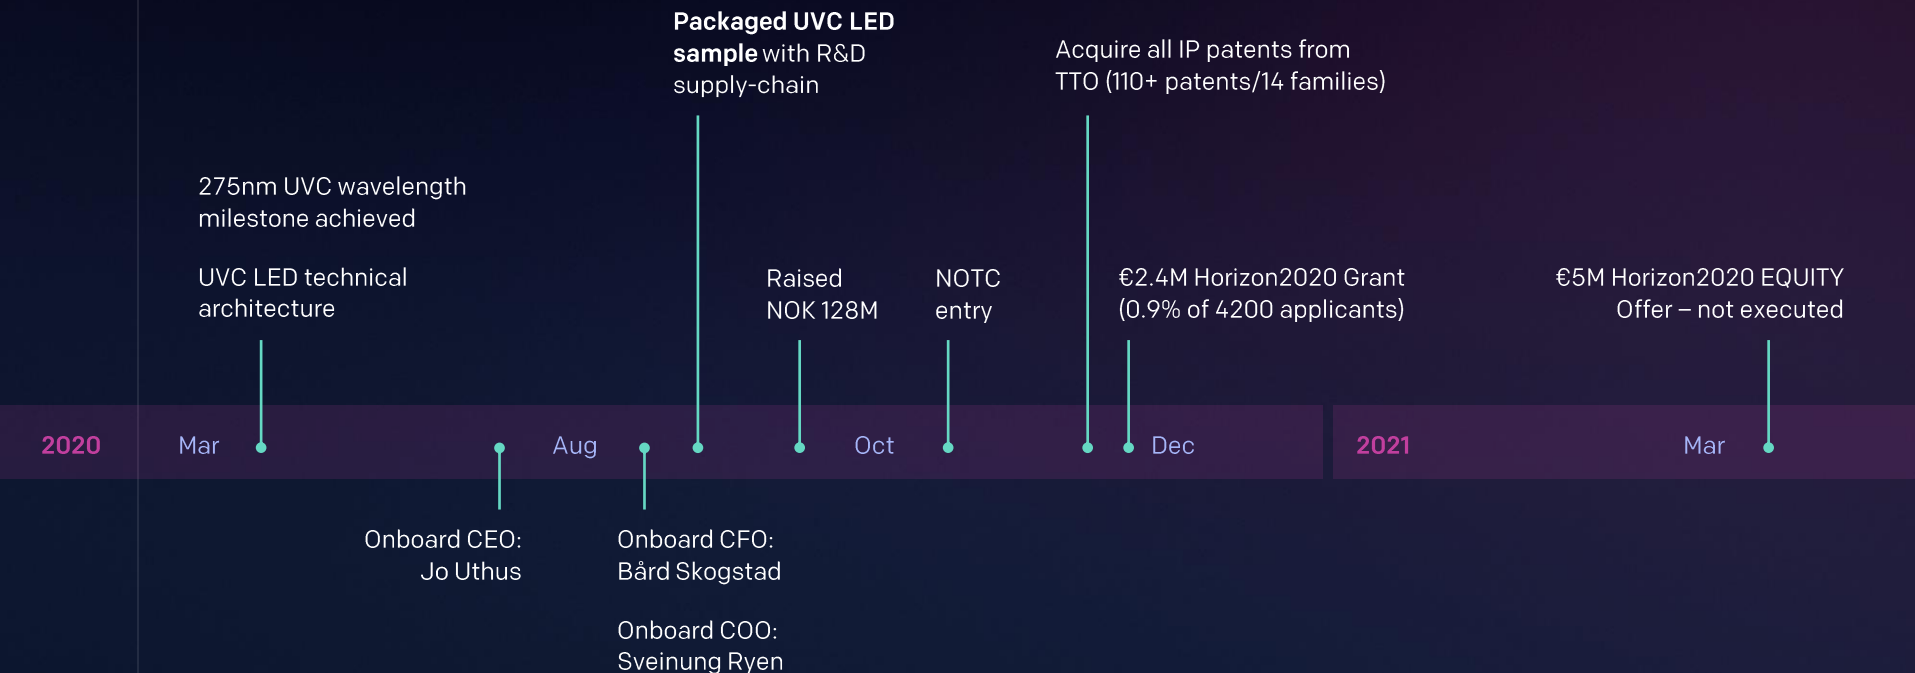 Packaged UVC LED
sample with R&D
supply-chain
Acquire all IP patents from
TTO (110+ patents/14 families)
275nm UVC wavelength
milestone achieved
UVC LED technical
architecture
Raised
NOK 128M
NOTC
entry
€2.4M Horizon2020 Grant
(0.9% of 4200 applicants)
€5M Horizon2020 EQUITY
Offer – not executed
2020
Mar
Aug
Oct
Dec
2021
Mar
Onboard CEO:
Jo Uthus
Onboard CFO:
Bård Skogstad
Onboard COO:
Sveinung Ryen